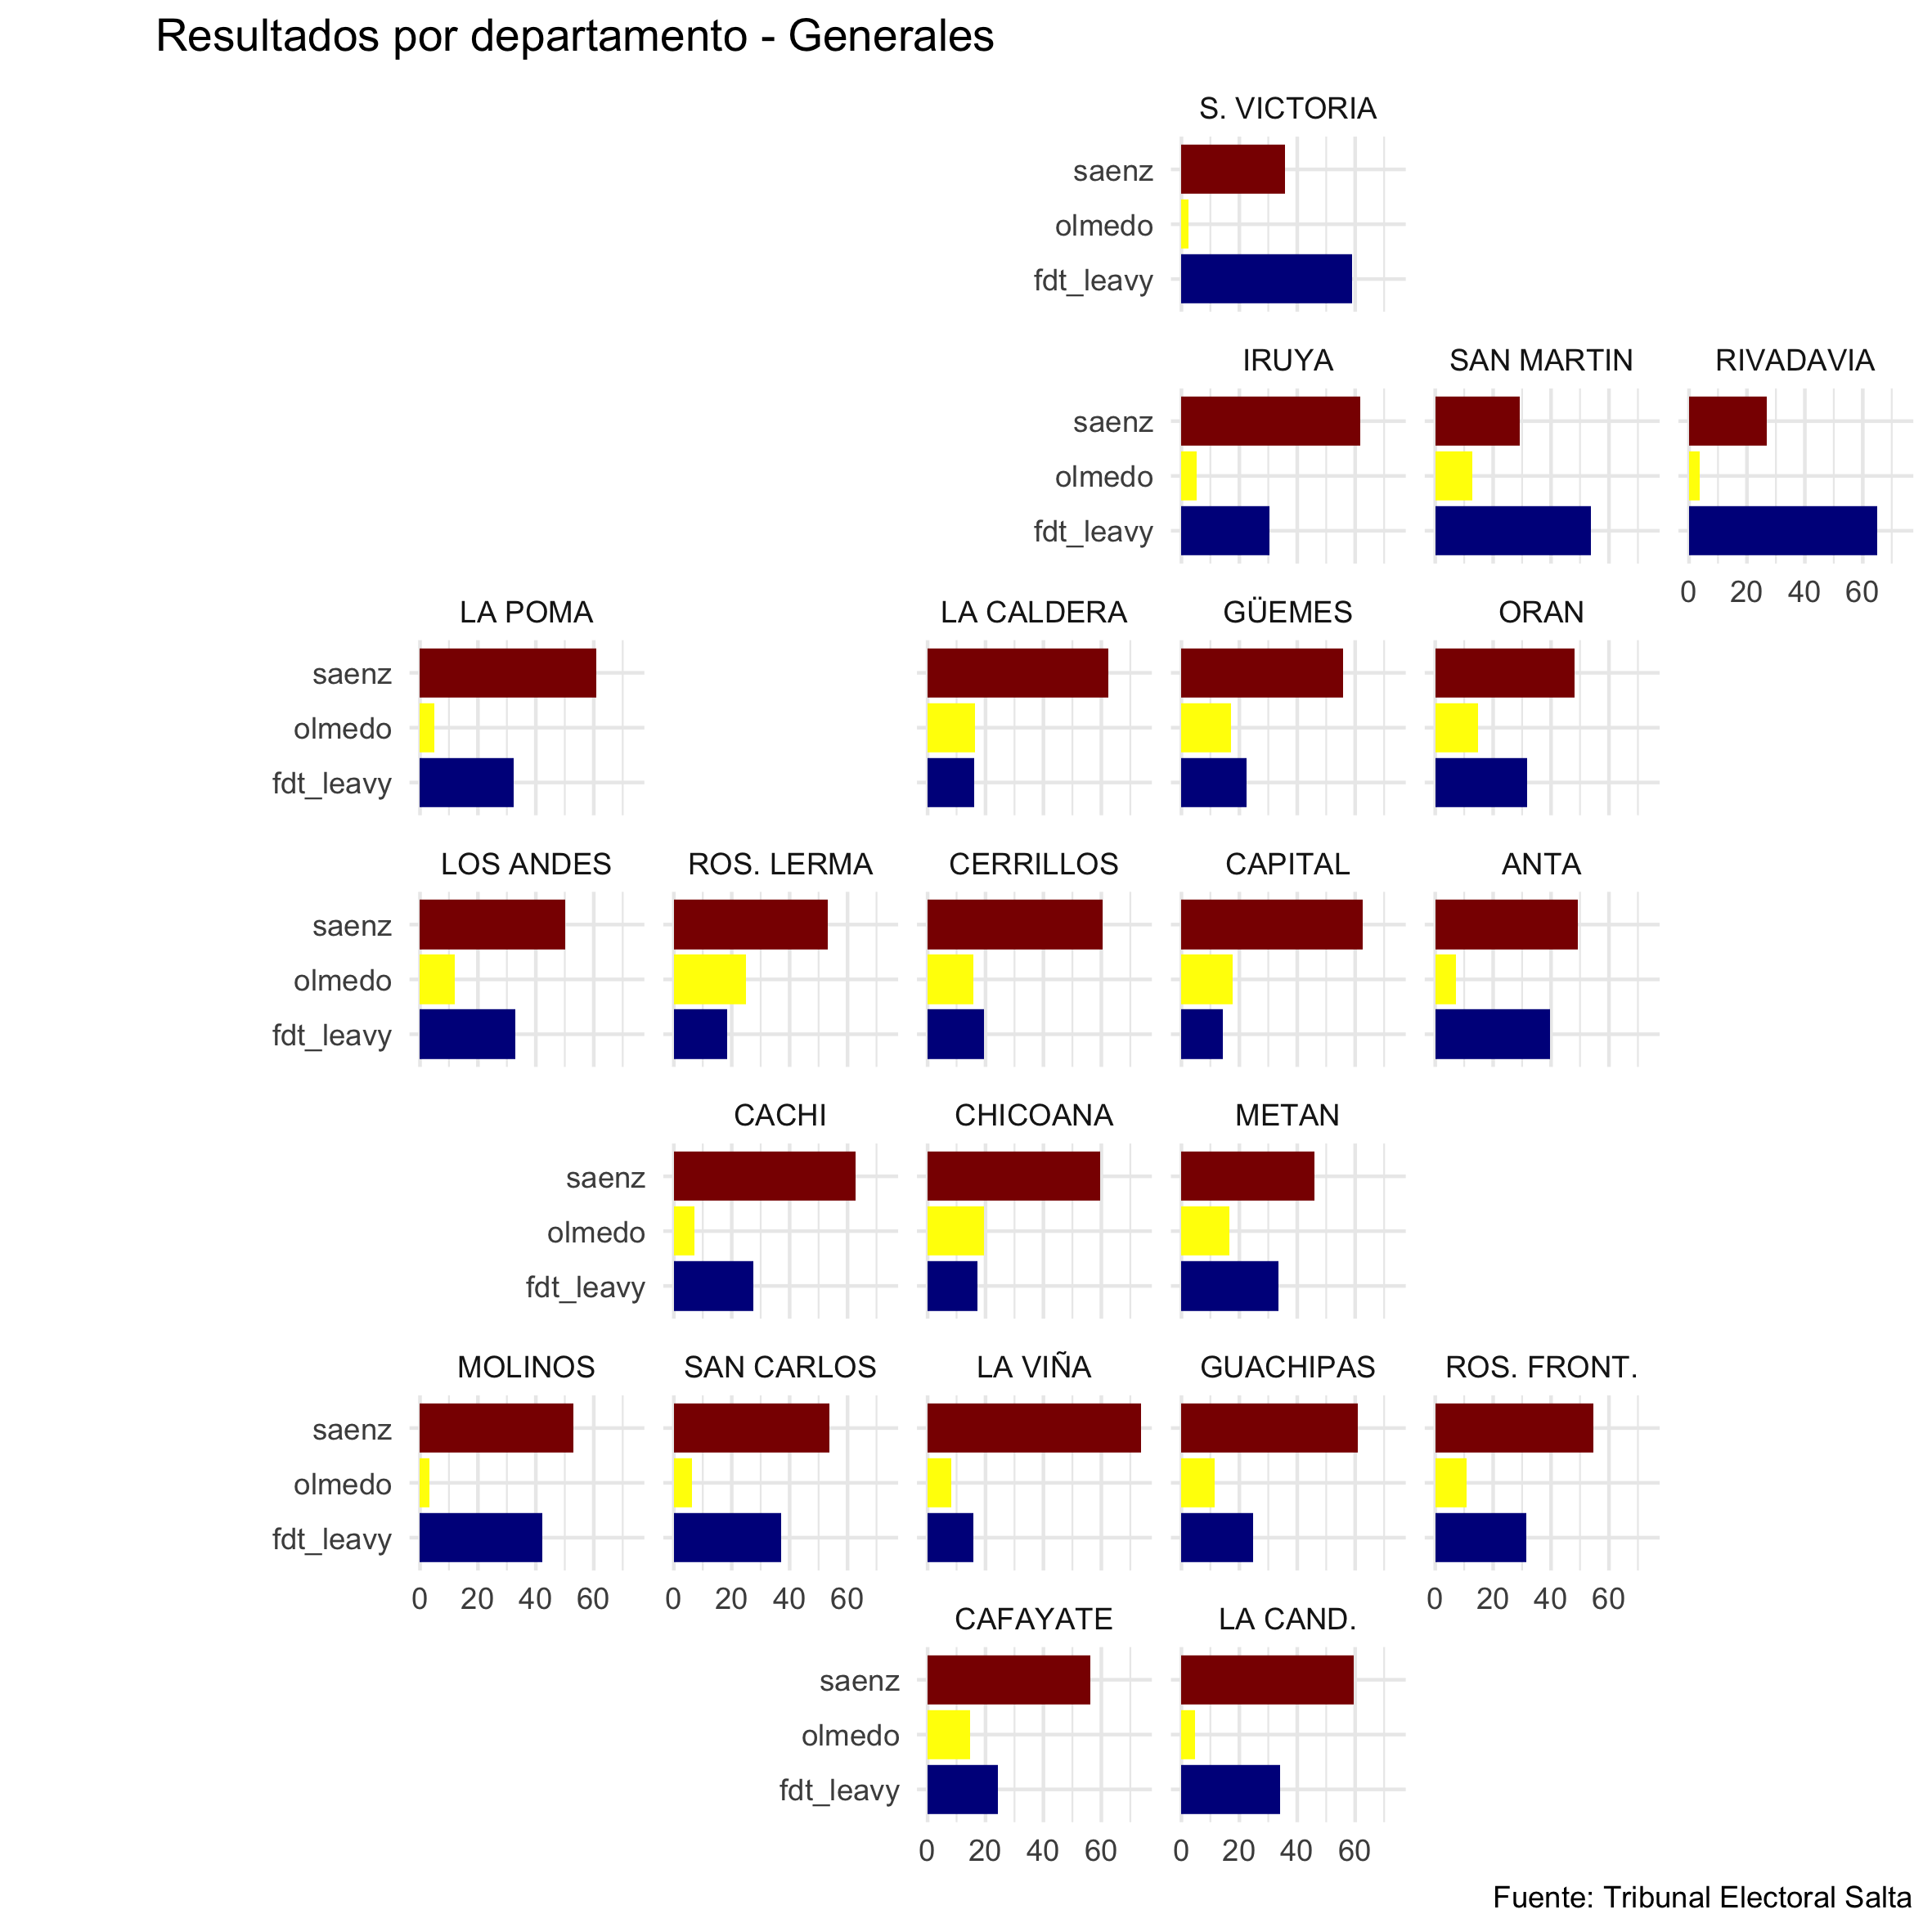 Resultados por departamento - Generales
S. VICTORIA
saenz
olmedo
fdt_leavy
IRUYA SAN MARTIN RIVADAVIA
saenz
olmedo
fdt_leavy
0 20 40 60
LA POMA LA CALDERA GÜEMES ORAN
saenz
olmedo
fdt_leavy
LOS ANDES ROS. LERMA CERRILLOS CAPITAL ANTA
saenz
olmedo
fdt_leavy
CACHI CHICOANA METAN
saenz
olmedo
fdt_leavy
MOLINOS SAN CARLOS LA VIÑA GUACHIPAS ROS. FRONT.
saenz
olmedo
fdt_leavy
0 20 40 60 0 20 40 60 0 20 40 60
CAFAYATE LA CAND.
saenz
olmedo
fdt_leavy
0 20 40 60 0 20 40 60
Fuente: Tribunal Electoral Salta